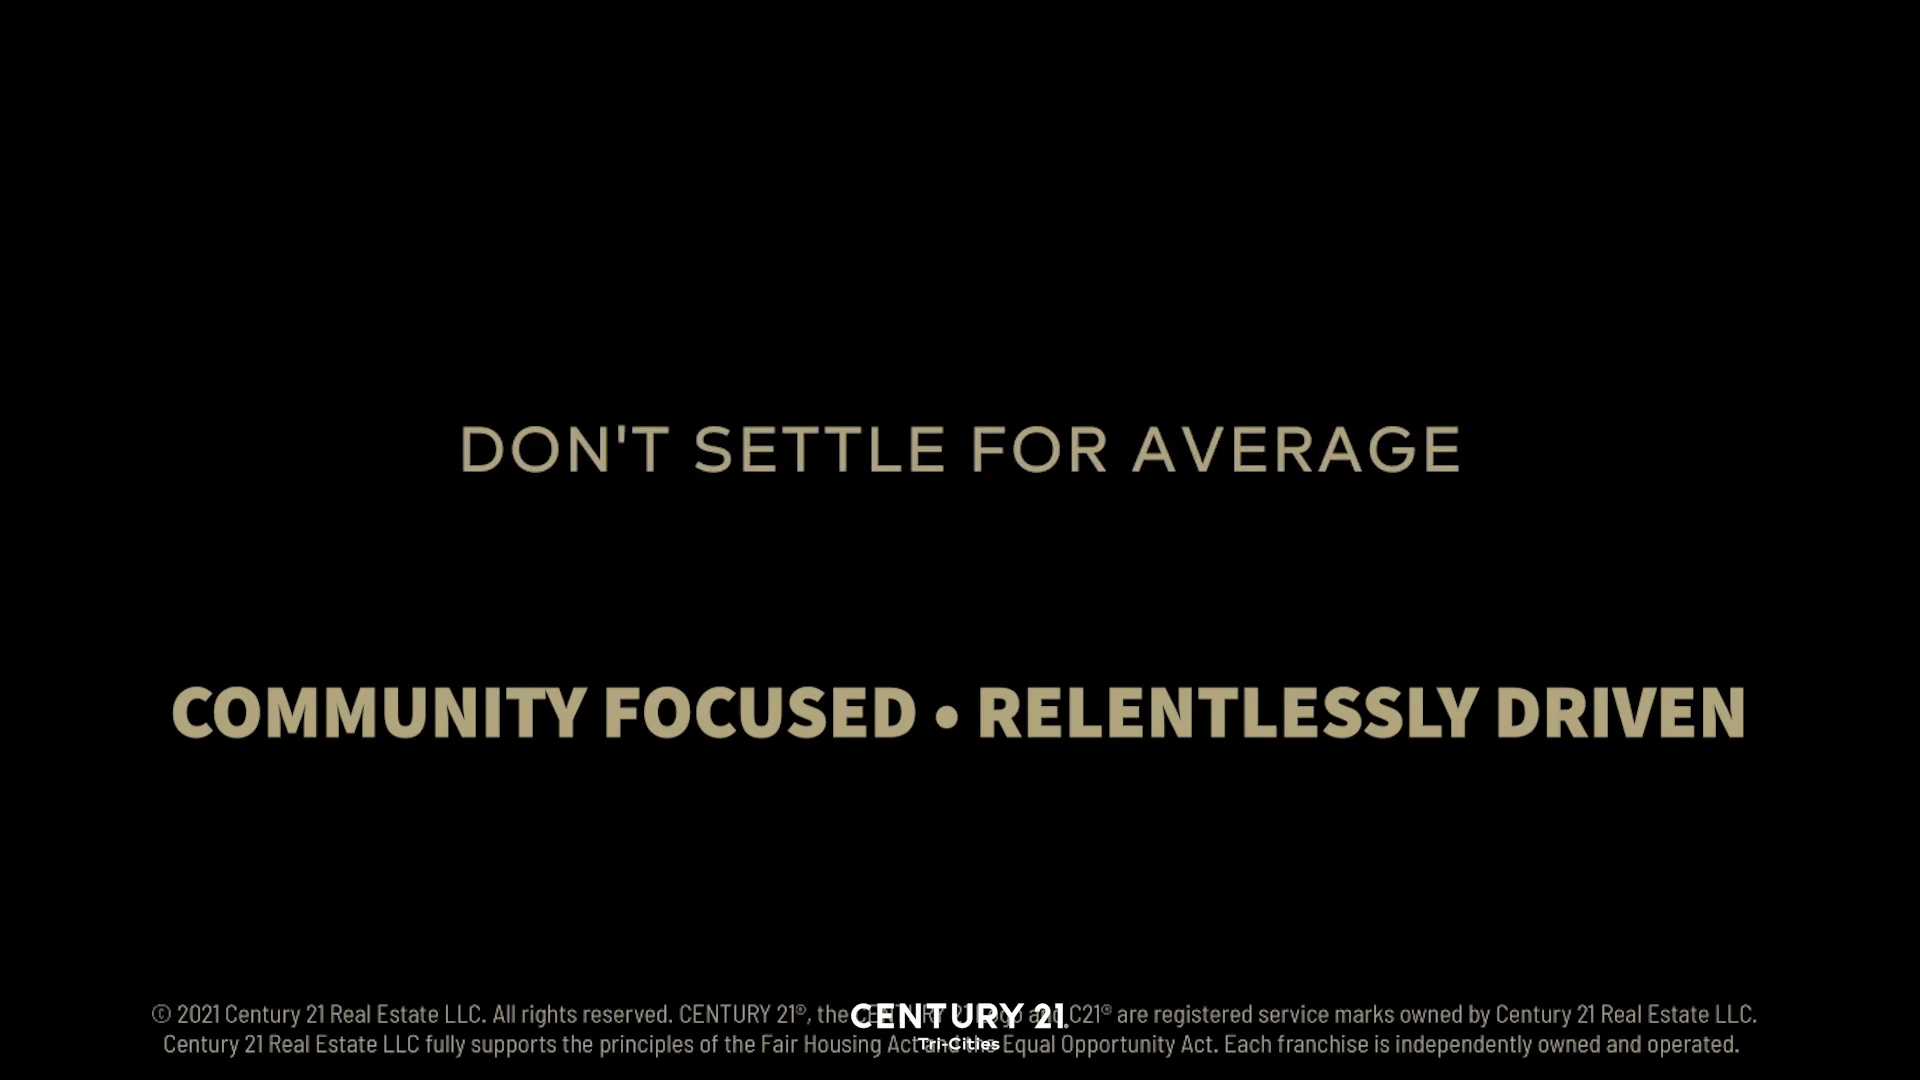 DON'T SETTLE FOR AVERAGE
COMMUNITY FOCUSED • RELENTLESSLY DRIVEN
© 2021 Century 21 Real Estate LLC. All rights reserved. CENTURY 21®, the C21® are registered service marks owned by Century 21 Real Estate LLC.
CENTURY 21
Century 21 Real Estate LLC fully supports the principles of the Fair Housing Act and the Equal Opportunity Act. Each franchise is independently owned and operated.
Tri-Cities